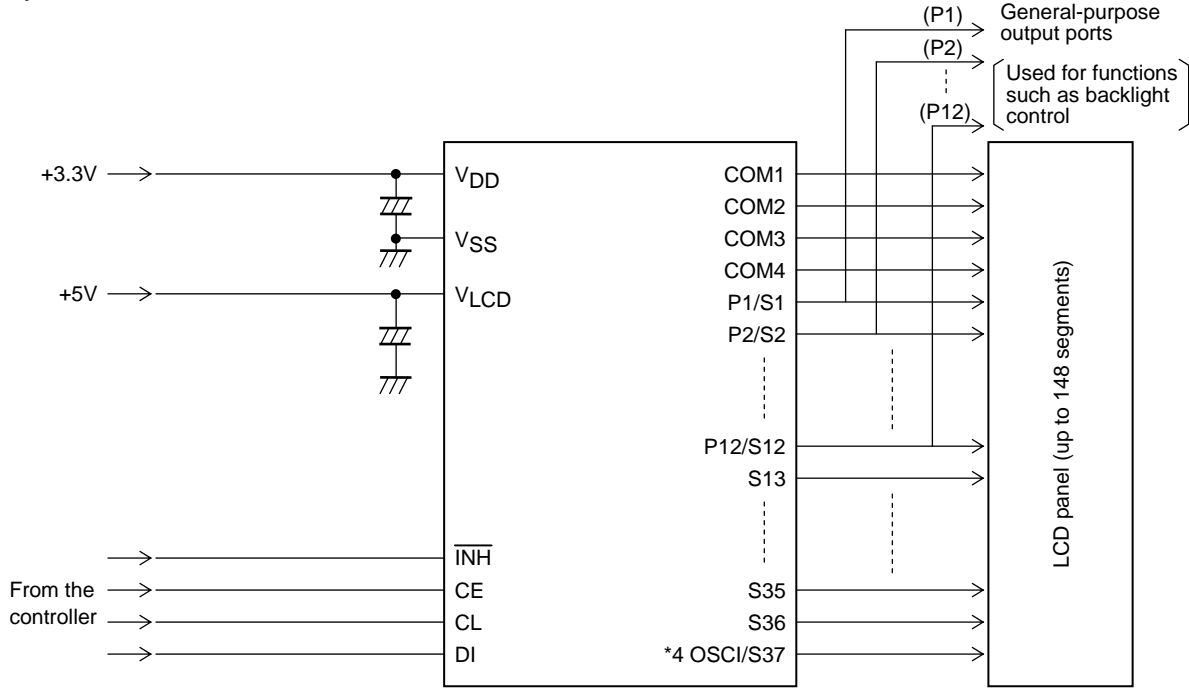 (P1)
General-purpose
output ports
(P2)
Used for functions
such as backlight
control
(P12)
+3.3V
VDD
COM1
COM2
VSS
COM3
COM4
+5V
VLCD
P1/S1
P2/S2
LCD panel (up to 148 segments)
P12/S12
S13
INH
From the
controller
CE
S35
CL
S36
DI
*4 OSCI/S37